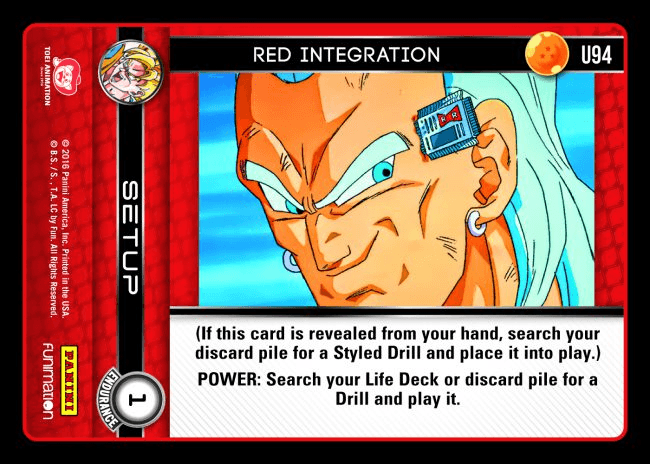 RED INTEGRATION
U94
TOEI ANIMATION
SETUP
© 2016 Panini America, Inc. Printed in the USA.
© B.S. / S., T.A. LC by Fun. All Rights Reserved.
FUNIMATION
PANINI
ENDURANCE
1
RR
(If this card is revealed from your hand, search your
discard pile for a Styled Drill and place it into play.)
POWER: Search your Life Deck or discard pile for a
Drill and play it.